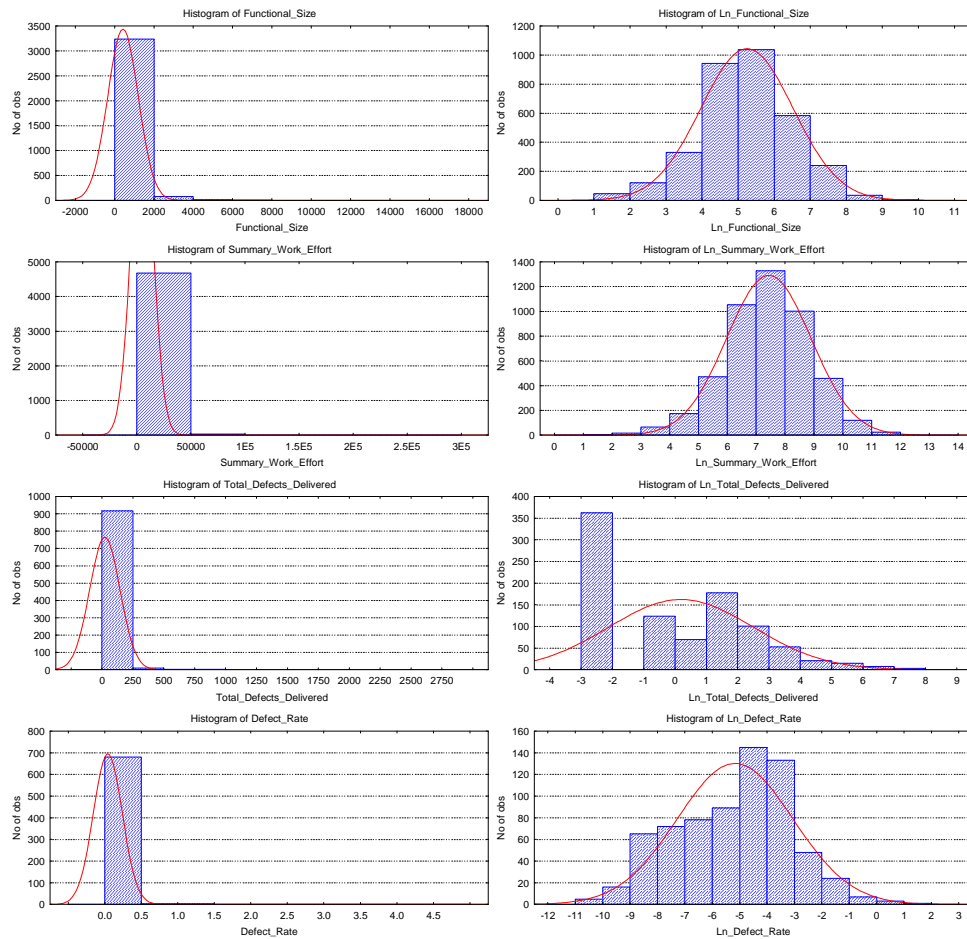 Histogram of Functional_Size
3500
3000
2500
2000
1500
1000
500
0
-2000 0 2000 4000 6000 8000 10000 12000 14000 16000 18000
Functional_Size
No of obs
Histogram of Ln_Functional_Size
1200
1000
800
600
400
200
0
0 1 2 3 4 5 6 7 8 9 10 11
Ln_Functional_Size
No of obs
Histogram of Summary_Work_Effort
5000
4000
3000
2000
1000
0
-50000 0 50000 1E5 1.5E5 2E5 2.5E5 3E5
Summary_Work_Effort
No of obs
Histogram of Ln_Summary_Work_Effort
1400
1200
1000
800
600
400
200
0
0 1 2 3 4 5 6 7 8 9 10 11 12 13 14
Ln_Summary_Work_Effort
No of obs
Histogram of Total_Defects_Delivered
1000
900
800
700
600
500
400
300
200
100
0
0 250 500 750 1000 1250 1500 1750 2000 2250 2500 2750
Total_Defects_Delivered
No of obs
Histogram of Ln_Total_Defects_Delivered
400
350
300
250
200
150
100
50
0
-4 -3 -2 -1 0 1 2 3 4 5 6 7 8 9
Ln_Total_Defects_Delivered
No of obs
Histogram of Defect_Rate
800
700
600
500
400
300
200
100
0
0.0 0.5 1.0 1.5 2.0 2.5 3.0 3.5 4.0 4.5
Defect_Rate
No of obs
Histogram of Ln_Defect_Rate
160
140
120
100
80
60
40
20
0
-12 -11 -10 -9 -8 -7 -6 -5 -4 -3 -2 -1 0 1 2 3
Ln_Defect_Rate
No of obs